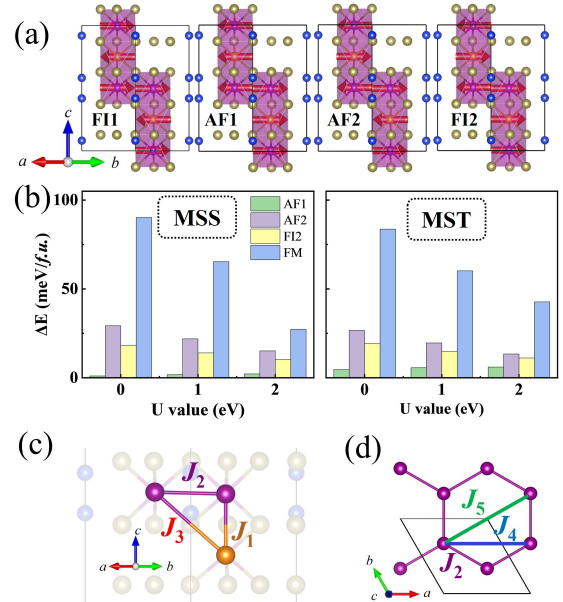 (a)
FI1 AF1 AF2 FI2
c
a b
(b)
MSS MST
AF1
AF2
FI2
FM
ΔE (meV/f.u.)
100
50
0
0 1 2 0 1 2
U value (eV) U value (eV)
(c) (d)
J2
J3 J1
c
a b
J5
J4
J2
b
c a